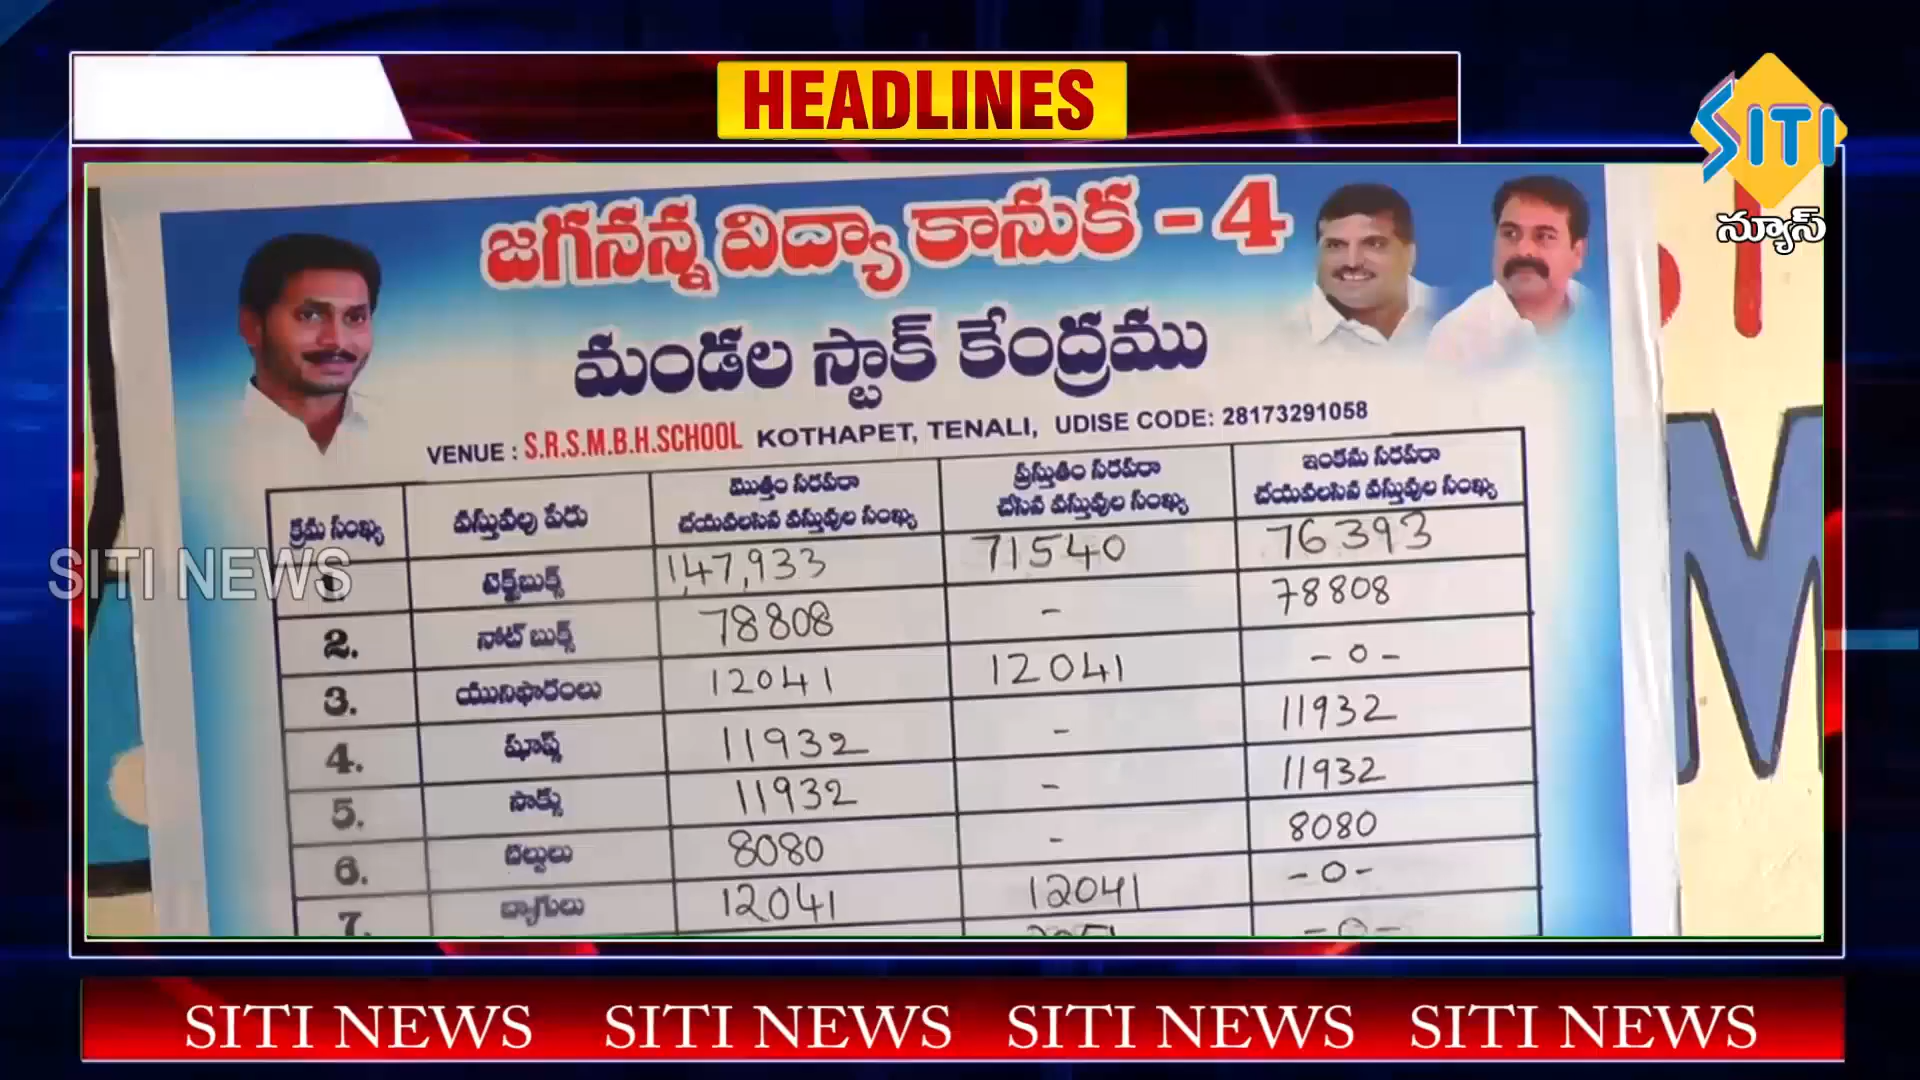 HEADLINES
SITI
న్యూస్
జగనన్న విద్యా కానుక - 4
మండల స్టాక్ కేంద్రము
VENUE : S.R.S.M.B.H.SCHOOL KOTHAPET, TENALI, UDISE CODE: 28173291058
క్రమ సంఖ్య వస్తువులు పేరు మొత్తం సరఫరా చేయవలసిన వస్తువుల సంఖ్య ప్రస్తుతం సరఫరా చేసిన వస్తువుల సంఖ్య ఇంకను సరఫరా చేయవలసిన వస్తువుల సంఖ్య
1. టెక్ట్స్‌బుక్స్ 1,47,933 71540 76393
2. నోట్ బుక్స్ 78808 - 78808
3. యునిఫారంలు 12041 12041 - 0 -
4. షూష్స్ 11932 - 11932
5. సాక్సు 11932 - 11932
6. బెల్టులు 8080 - 8080
7. బ్యాగులు 12041 12041 - 0 -
SITI NEWS
SITI NEWS SITI NEWS SITI NEWS SITI NEWS